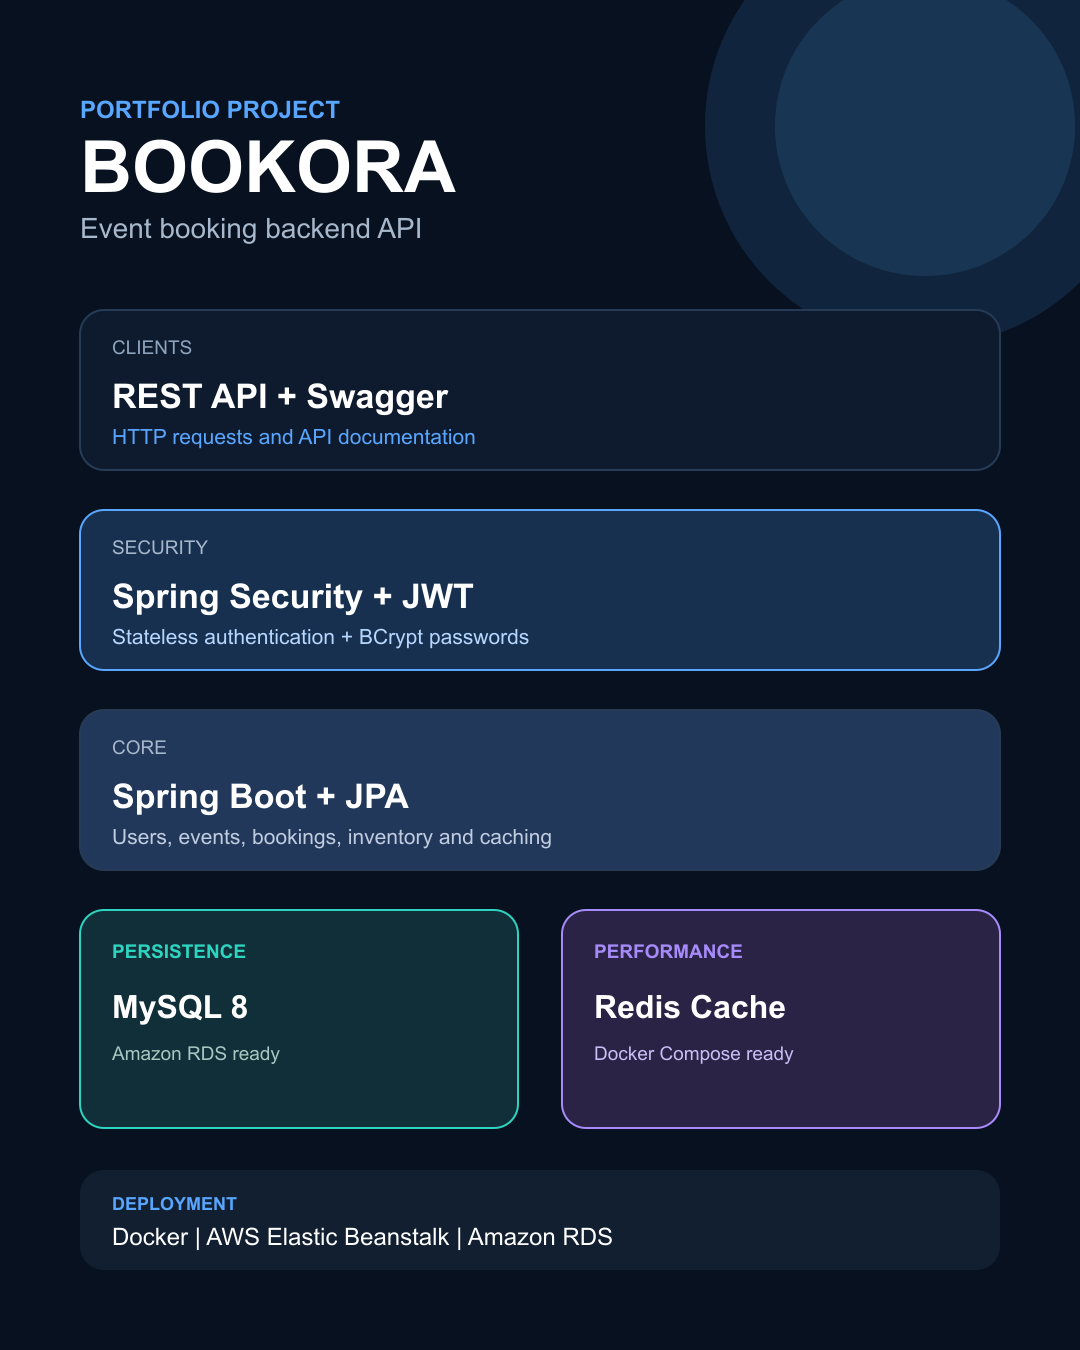 PORTFOLIO PROJECT
BOOKORA
Event booking backend API
CLIENTS
REST API + Swagger
HTTP requests and API documentation
SECURITY
Spring Security + JWT
Stateless authentication + BCrypt passwords
CORE
Spring Boot + JPA
Users, events, bookings, inventory and caching
PERSISTENCE
MySQL 8
Amazon RDS ready
PERFORMANCE
Redis Cache
Docker Compose ready
DEPLOYMENT
Docker | AWS Elastic Beanstalk | Amazon RDS